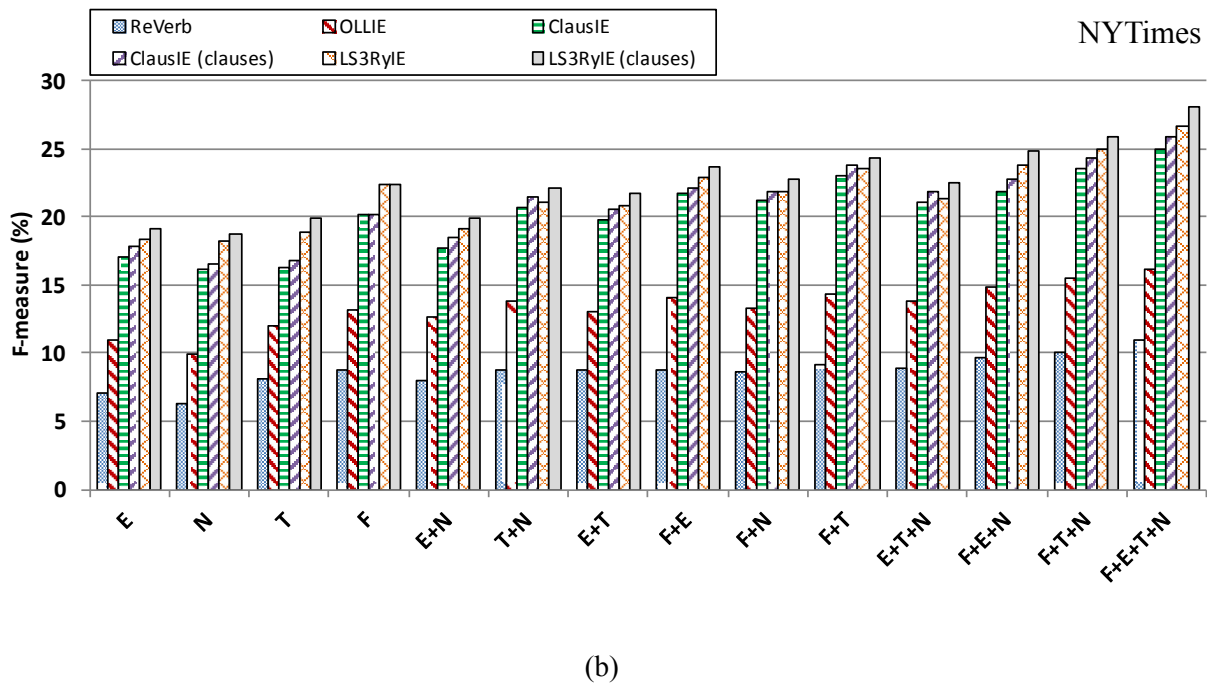 ReVerb OLLIE ClausIE
ClausIE (clauses) LS3RyIE LS3RyIE (clauses)
NYTimes
F-measure (%)
30
25
20
15
10
5
0
E N T F E+N T+N E+T F+E F+N F+T E+T+N F+E+N F+T+N F+E+T+N
(b)